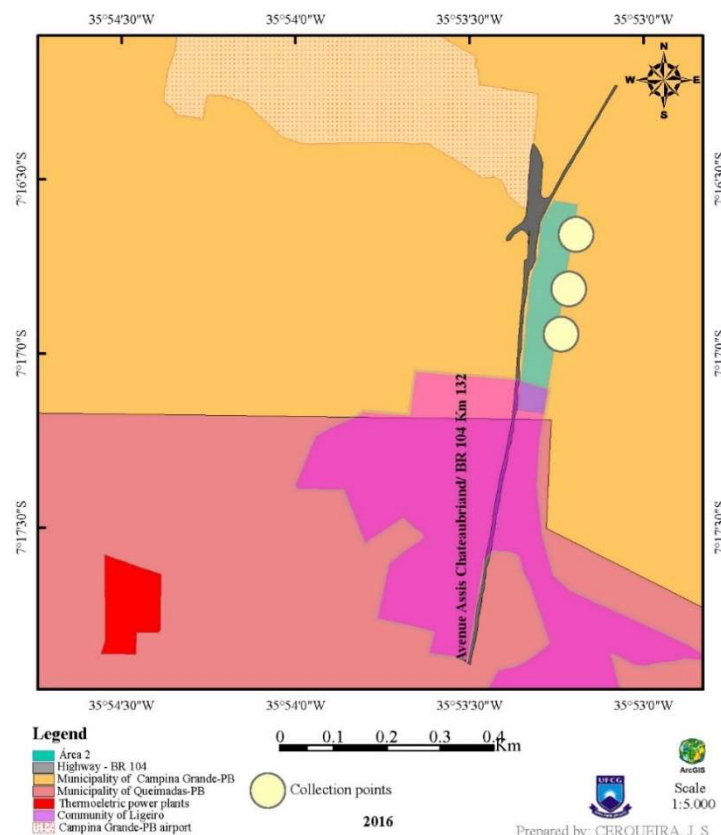 35°54'30"W 35°54'0"W 35°53'30"W 35°53'0"W
N
W E
S
7°16'30"S 7°16'30"S
7°17'0"S 7°17'0"S
7°17'30"S 7°17'30"S
Avenue Assis Chateaubriand/ BR 104 Km 132
35°54'30"W 35°54'0"W 35°53'30"W 35°53'0"W
Legend
Área 2
Highway - BR 104
Municipality of Campina Grande-PB
Municipality of Queimadas-PB
Thermoeletric power plants
Community of Ligeiro
Campina Grande-PB airport
0 0.1 0.2 0.3 0.4
Km
Collection points
2016
UFCG
ArcGIS
Scale
1:5.000
Prepared by: CERQUEIRA, J. S